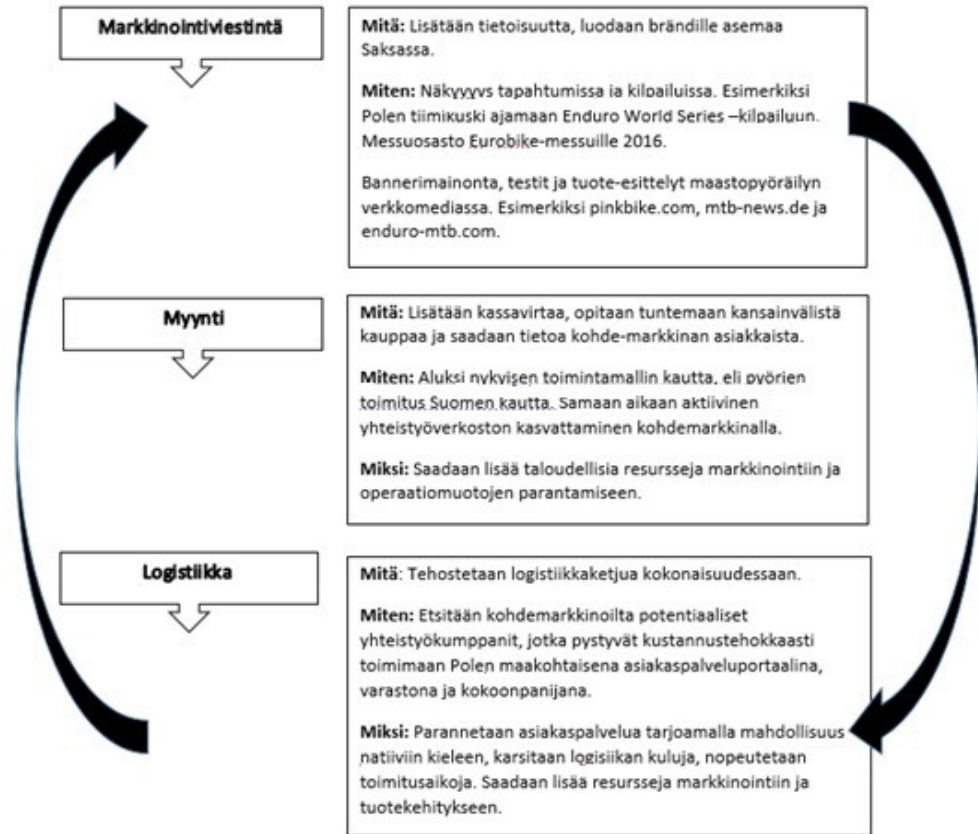 Markkinointiviestintä
Mitä: Lisätään tietoisuutta, luodaan brändille asemaa
Saksassa.
Miten: Näkyvyys tapahtumissa ja kilpailuissa. Esimerkiksi
Polen tiimikuski ajamaan Enduro World Series –kilpailuun.
Messuosasto Eurobike-messuille 2016.
Bannerimainonta, testit ja tuote-esittelyt maastopyöräilyn
verkkomediassa. Esimerkiksi pinkbike.com, mtb-news.de ja
enduro-mtb.com.
Myynti
Mitä: Lisätään kassavirtaa, opitaan tuntemaan kansainvälistä
kauppaa ja saadaan tietoa kohde-markkinan asiakkaista.
Miten: Aluksi nykyisen toimintamallin kautta, eli pyörien
toimitus Suomen kautta. Samaan aikaan aktiivinen
yhteistyöverkoston kasvattaminen kohdemarkkinalla.
Miksi: Saadaan lisää taloudellisia resursseja markkinointiin ja
operaatiomuotojen parantamiseen.
Logistiikka
Mitä: Tehostetaan logistiikkaketjua kokonaisuudessaan.
Miten: Etsitään kohdemarkkinoilta potentiaaliset
yhteistyökumppanit, jotka pystyvät kustannustehokkaasti
toimimaan Polen maakohtaisena asiakaspalveluportaalina,
varastona ja kokoonpanijana.
Miksi: Parannetaan asiakaspalvelua tarjoamalla mahdollisuus
natiiviin kieleen, karsitaan logisiikan kuluja, nopeutetaan
toimitusaikoja. Saadaan lisää resursseja markkinointiin ja
tuotekehitykseen.